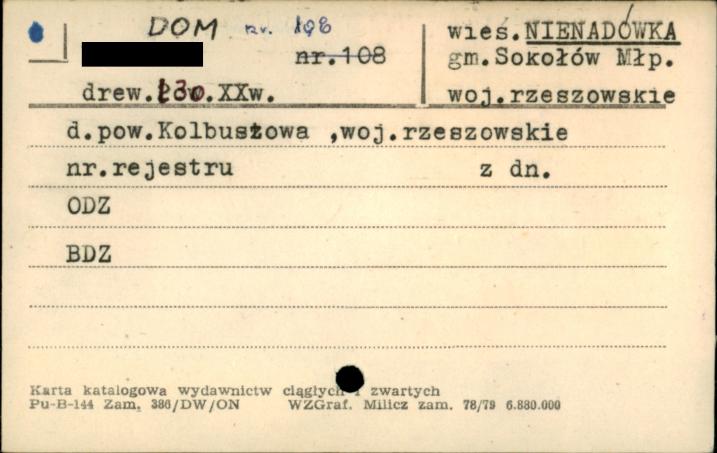 DOM nr. 108
nr.108
drew. 30.XXw.
wieś.NIENADÓWKA
gm.Sokołów Młp.
woj.rzeszowskie
d.pow.Kolbuszowa ,woj.rzeszowskie
nr.rejestru z dn.
ODZ
BDZ
Karta katalogowa wydawnictw ciągłych i zwartych
Pu-B-144 Zam. 386/DW/ON WZGraf. Milicz zam. 78/79 6.880.000